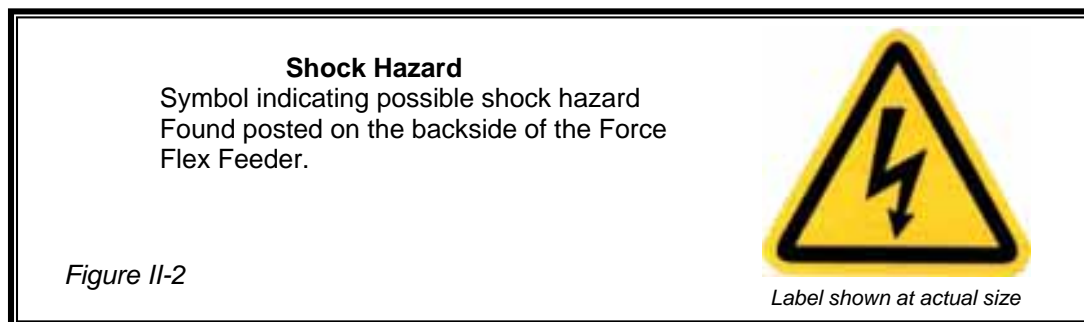 Shock Hazard
Symbol indicating possible shock hazard
Found posted on the backside of the Force
Flex Feeder.
Figure II-2
Label shown at actual size